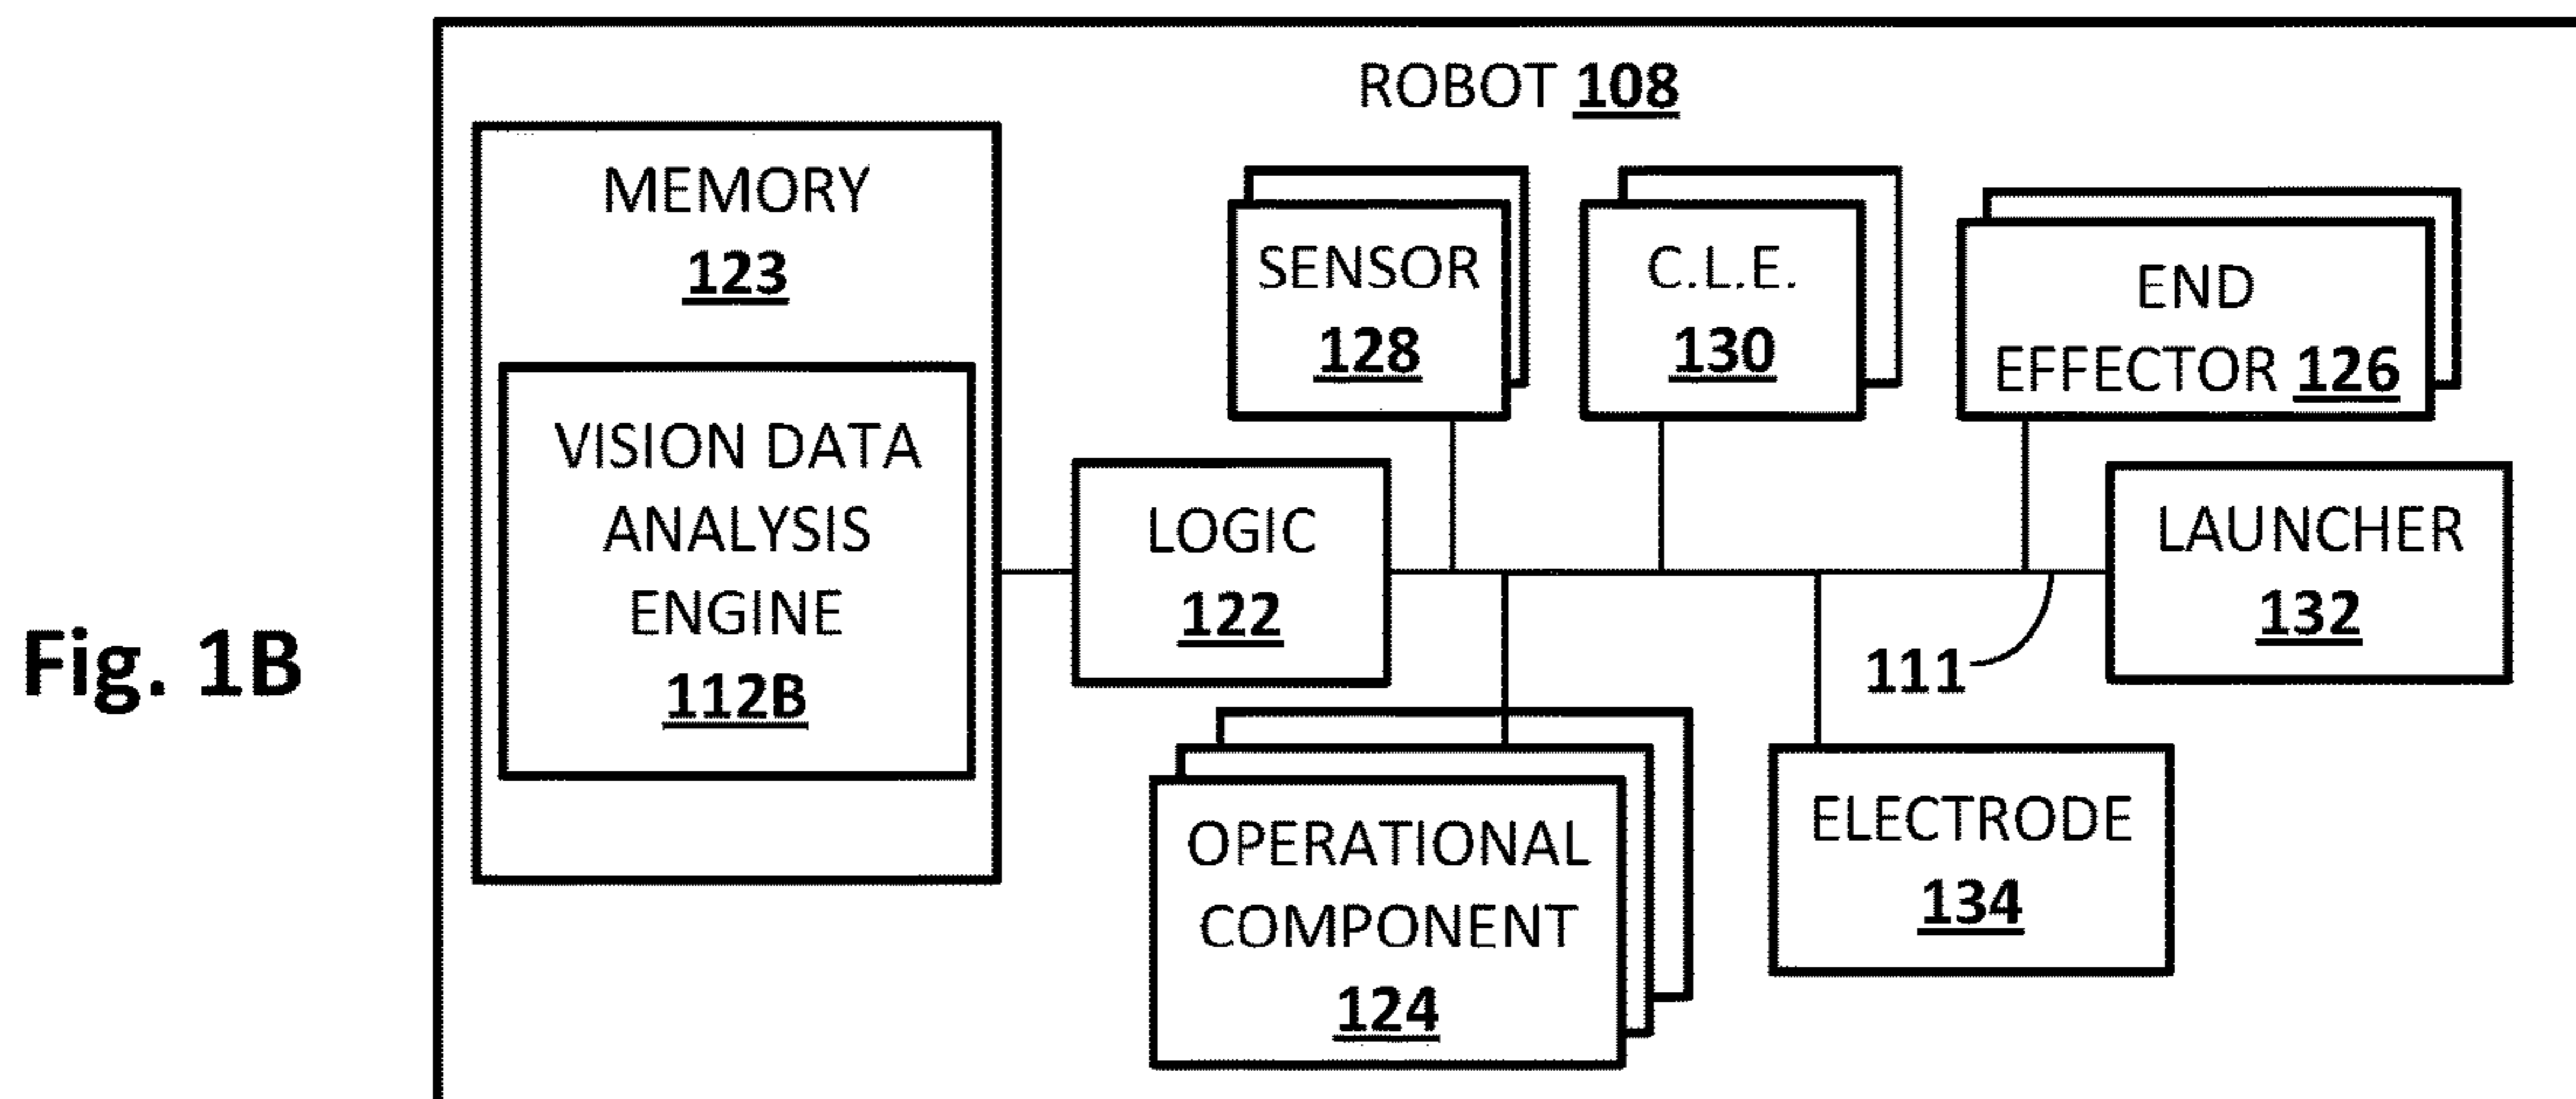 ROBOT 108
MEMORY
123
VISION DATA
ANALYSIS
ENGINE
112B
LOGIC
122
SENSOR
128
C.L.E.
130
END
EFFECTOR 126
LAUNCHER
132
111
OPERATIONAL
COMPONENT
124
ELECTRODE
134
Fig. 1B